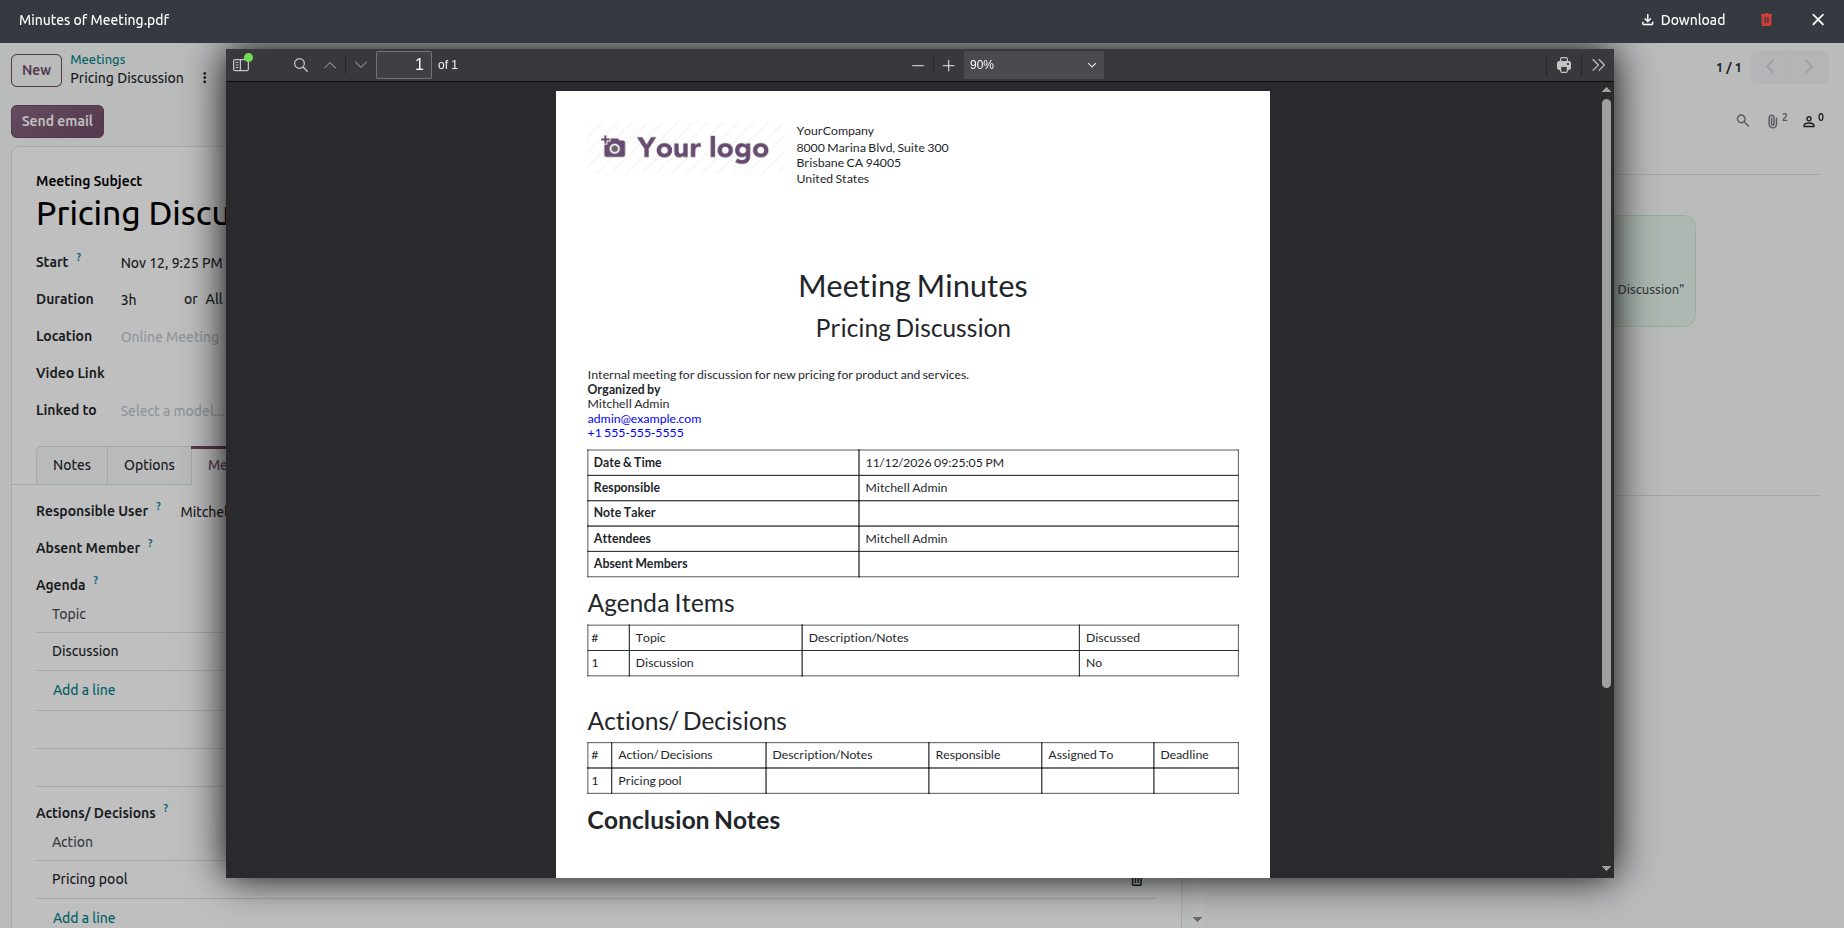 Minutes of Meeting.pdf
Download
New
Meetings
Pricing Discussion
1 / 1
Send email
2
0
Meeting Subject
Pricing Discu
Start ?
Nov 12, 9:25 PM
Duration
3h
or All
Location
Online Meeting
Video Link
Linked to
Select a model...
Notes
Options
Me
Responsible User ?
Mitchel
Absent Member ?
Agenda ?
Topic
Discussion
Add a line
Actions/ Decisions ?
Action
Pricing pool
Add a line
Discussion"
1 of 1
90%
Your logo
YourCompany
8000 Marina Blvd, Suite 300
Brisbane CA 94005
United States
Meeting Minutes
Pricing Discussion
Internal meeting for discussion for new pricing for product and services.
Organized by
Mitchell Admin
admin@example.com
+1 555-555-5555
Date & Time 11/12/2026 09:25:05 PM
Responsible Mitchell Admin
Note Taker
Attendees Mitchell Admin
Absent Members
Agenda Items
# Topic Description/Notes Discussed
1 Discussion No
Actions/ Decisions
# Action/ Decisions Description/Notes Responsible Assigned To Deadline
1 Pricing pool
Conclusion Notes